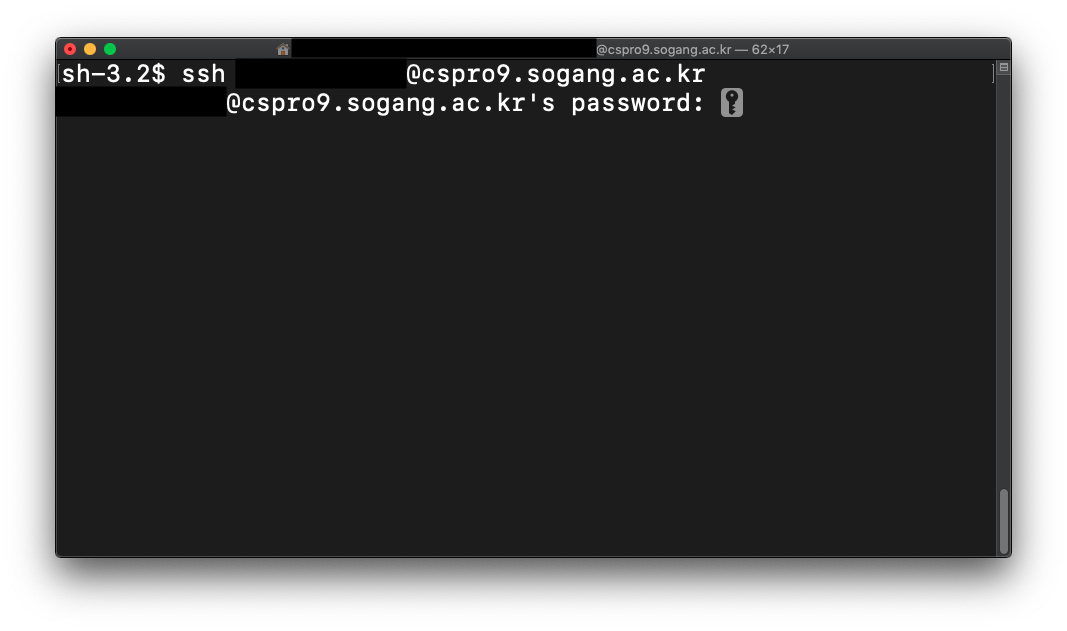 @cspro9.sogang.ac.kr — 62×17
sh-3.2$ ssh @cspro9.sogang.ac.kr
@cspro9.sogang.ac.kr's password: